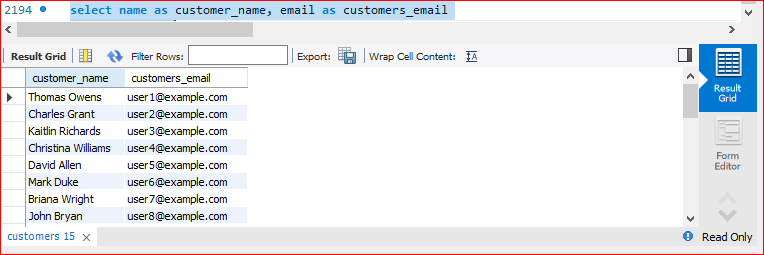 2194 select name as customer_name, email as customers_email
Result Grid Filter Rows: Export: Wrap Cell Content:
customer_name customers_email
Thomas Owens user1@example.com
Charles Grant user2@example.com
Kaitlin Richards user3@example.com
Christina Williams user4@example.com
David Allen user5@example.com
Mark Duke user6@example.com
Briana Wright user7@example.com
John Bryan user8@example.com
Result
Grid
Form
Editor
customers 15 Read Only